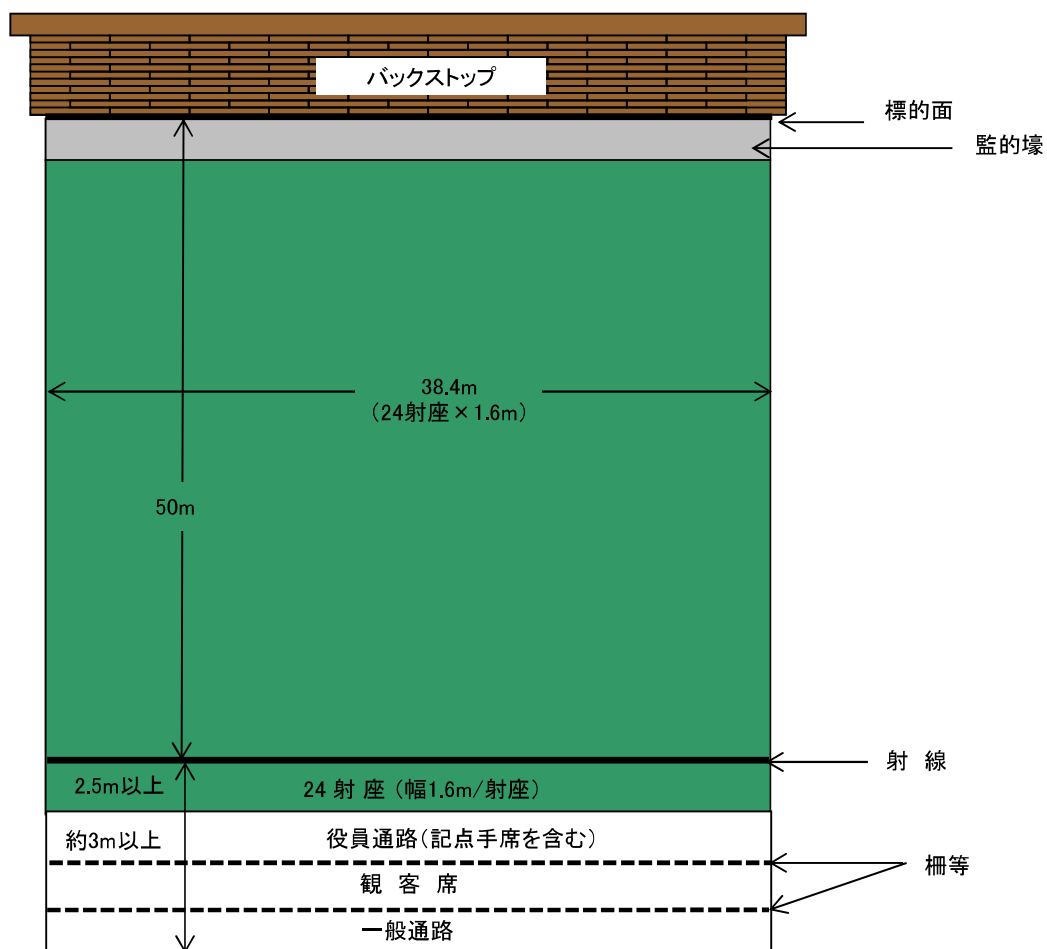 バックストップ
標的面
監的壕
38.4m
（24射座×1.6m）
50m
射 線
2.5m以上
24 射 座 （幅1.6m/射座）
約3m以上
役員通路（記点手席を含む）
柵等
観 客 席
一般通路